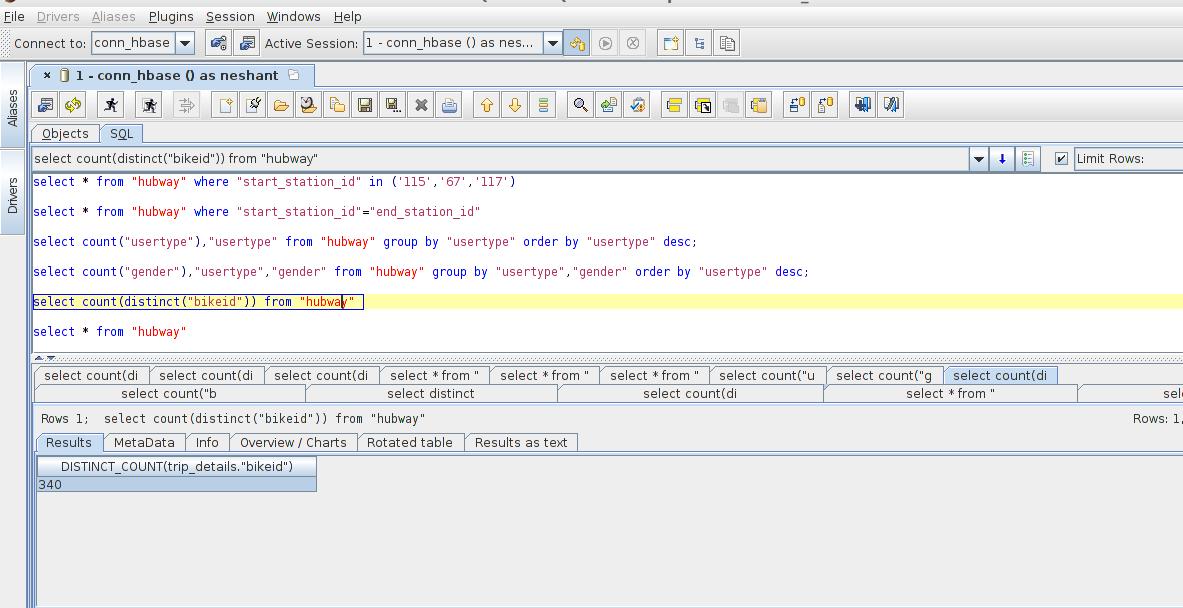 File Drivers Aliases Plugins Session Windows Help
Connect to: conn_hbase Active Session: 1 - conn_hbase () as nes...
Aliases
Drivers
1 - conn_hbase () as neshant
Objects SQL
select count(distinct("bikeid")) from "hubway" Limit Rows:
select * from "hubway" where "start_station_id" in ('115','67','117')
select * from "hubway" where "start_station_id"="end_station_id"
select count("usertype"),"usertype" from "hubway" group by "usertype" order by "usertype" desc;
select count("gender"),"usertype","gender" from "hubway" group by "usertype","gender" order by "usertype" desc;
select count(distinct("bikeid")) from "hubway"
select * from "hubway"
select count(di select count(di select count(di select * from " select * from " select * from " select count("u select count("g select count(di
select count("b select distinct select count(di select * from " sel
Rows 1; select count(distinct("bikeid")) from "hubway" Rows: 1,
Results MetaData Info Overview / Charts Rotated table Results as text
DISTINCT_COUNT(trip_details."bikeid")
340